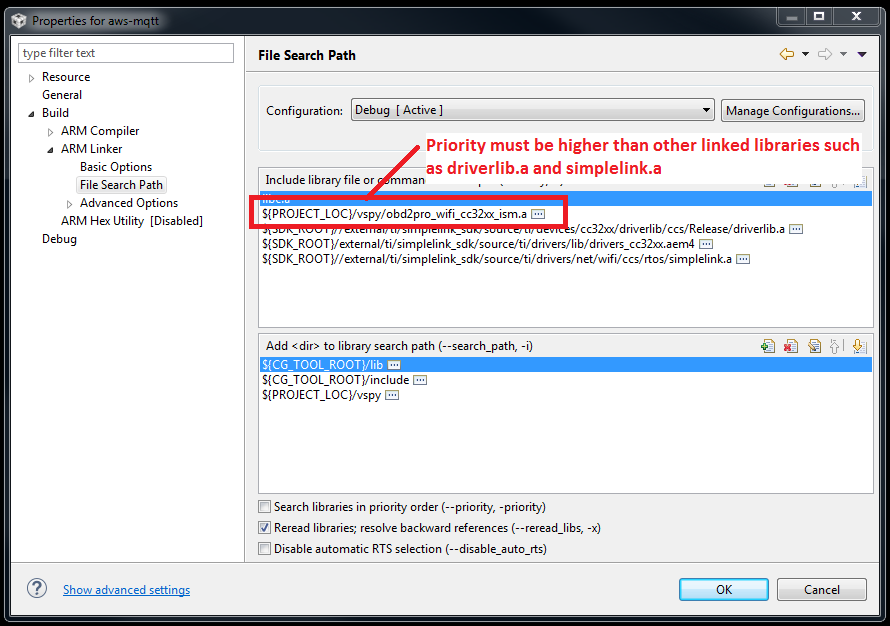 Properties for aws-mqtt
type filter text
Resource
General
Build
ARM Compiler
ARM Linker
Basic Options
File Search Path
Advanced Options
ARM Hex Utility [Disabled]
Debug
File Search Path
Configuration:
Debug [ Active ]
Manage Configurations...
Priority must be higher than other linked libraries such
as driverlib.a and simplelink.a
Include library file or comman
libc.a
${PROJECT_LOC}/vspy/obd2pro_wifi_cc32xx_ism.a
${SDK_ROOT}//external/ti/simplelink_sdk/source/ti/devices/cc32xx/driverlib/ccs/Release/driverlib.a
${SDK_ROOT}/external/ti/simplelink_sdk/source/ti/drivers/lib/drivers_cc32xx.aem4
${SDK_ROOT}//external/ti/simplelink_sdk/source/ti/drivers/net/wifi/ccs/rtos/simplelink.a
Add <dir> to library search path (--search_path, -i)
${CG_TOOL_ROOT}/lib
${CG_TOOL_ROOT}/include
${PROJECT_LOC}/vspy
Search libraries in priority order (--priority, -priority)
Reread libraries; resolve backward references (--reread_libs, -x)
Disable automatic RTS selection (--disable_auto_rts)
Show advanced settings
OK
Cancel